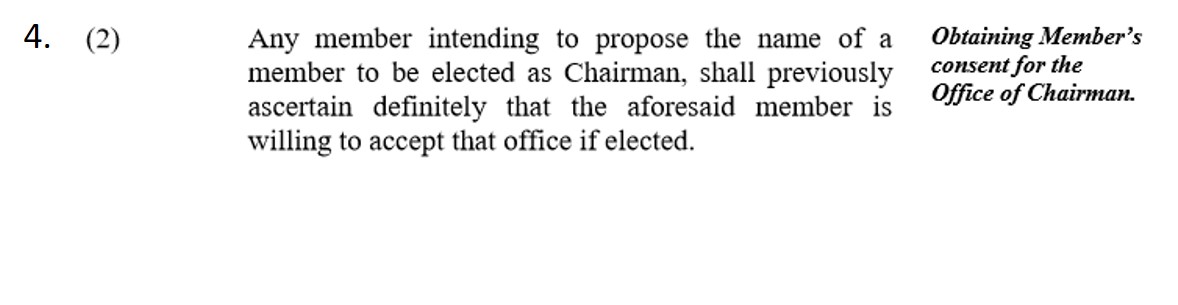 4. (2) Any member intending to propose the name of a
member to be elected as Chairman, shall previously
ascertain definitely that the aforesaid member is
willing to accept that office if elected.
Obtaining Member's
consent for the
Office of Chairman.